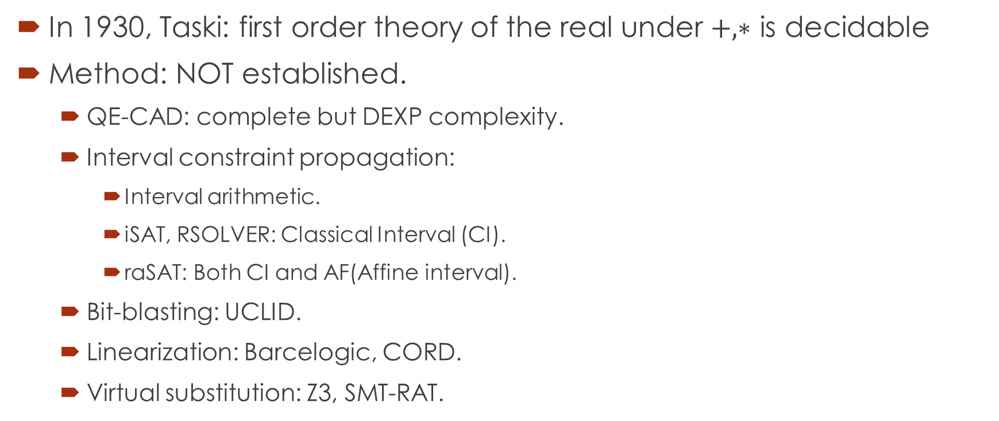 In 1930, Taski: first order theory of the real under +,* is decidable
Method: NOT established.
QE-CAD: complete but DEXP complexity.
Interval constraint propagation:
Interval arithmetic.
iSAT, RSOLVER: Classical Interval (CI).
raSAT: Both CI and AF(Affine interval).
Bit-blasting: UCLID.
Linearization: Barcelogic, CORD.
Virtual substitution: Z3, SMT-RAT.